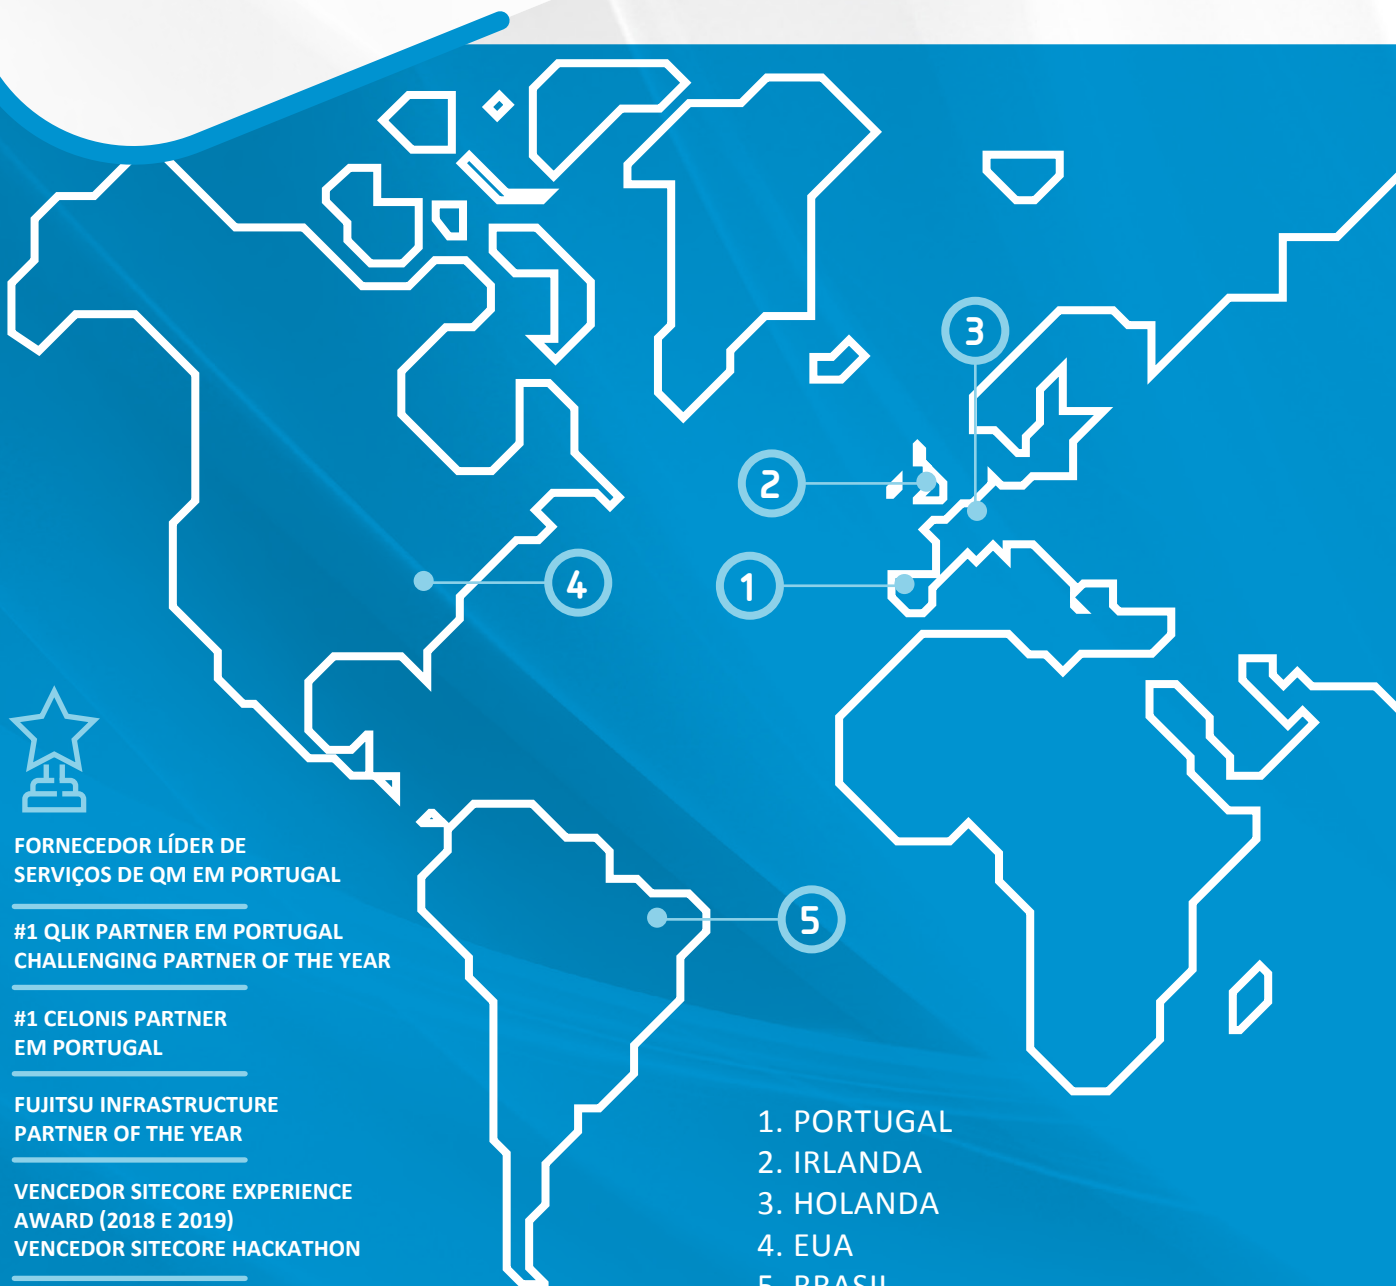 3
2
4
1
5
FORNECEDOR LÍDER DE
SERVIÇOS DE QM EM PORTUGAL
#1 QLIK PARTNER EM PORTUGAL
CHALLENGING PARTNER OF THE YEAR
#1 CELONIS PARTNER
EM PORTUGAL
FUJITSU INFRASTRUCTURE
PARTNER OF THE YEAR
VENCEDOR SITECORE EXPERIENCE
AWARD (2018 E 2019)
VENCEDOR SITECORE HACKATHON
1. PORTUGAL
2. IRLANDA
3. HOLANDA
4. EUA
5. BRASIL